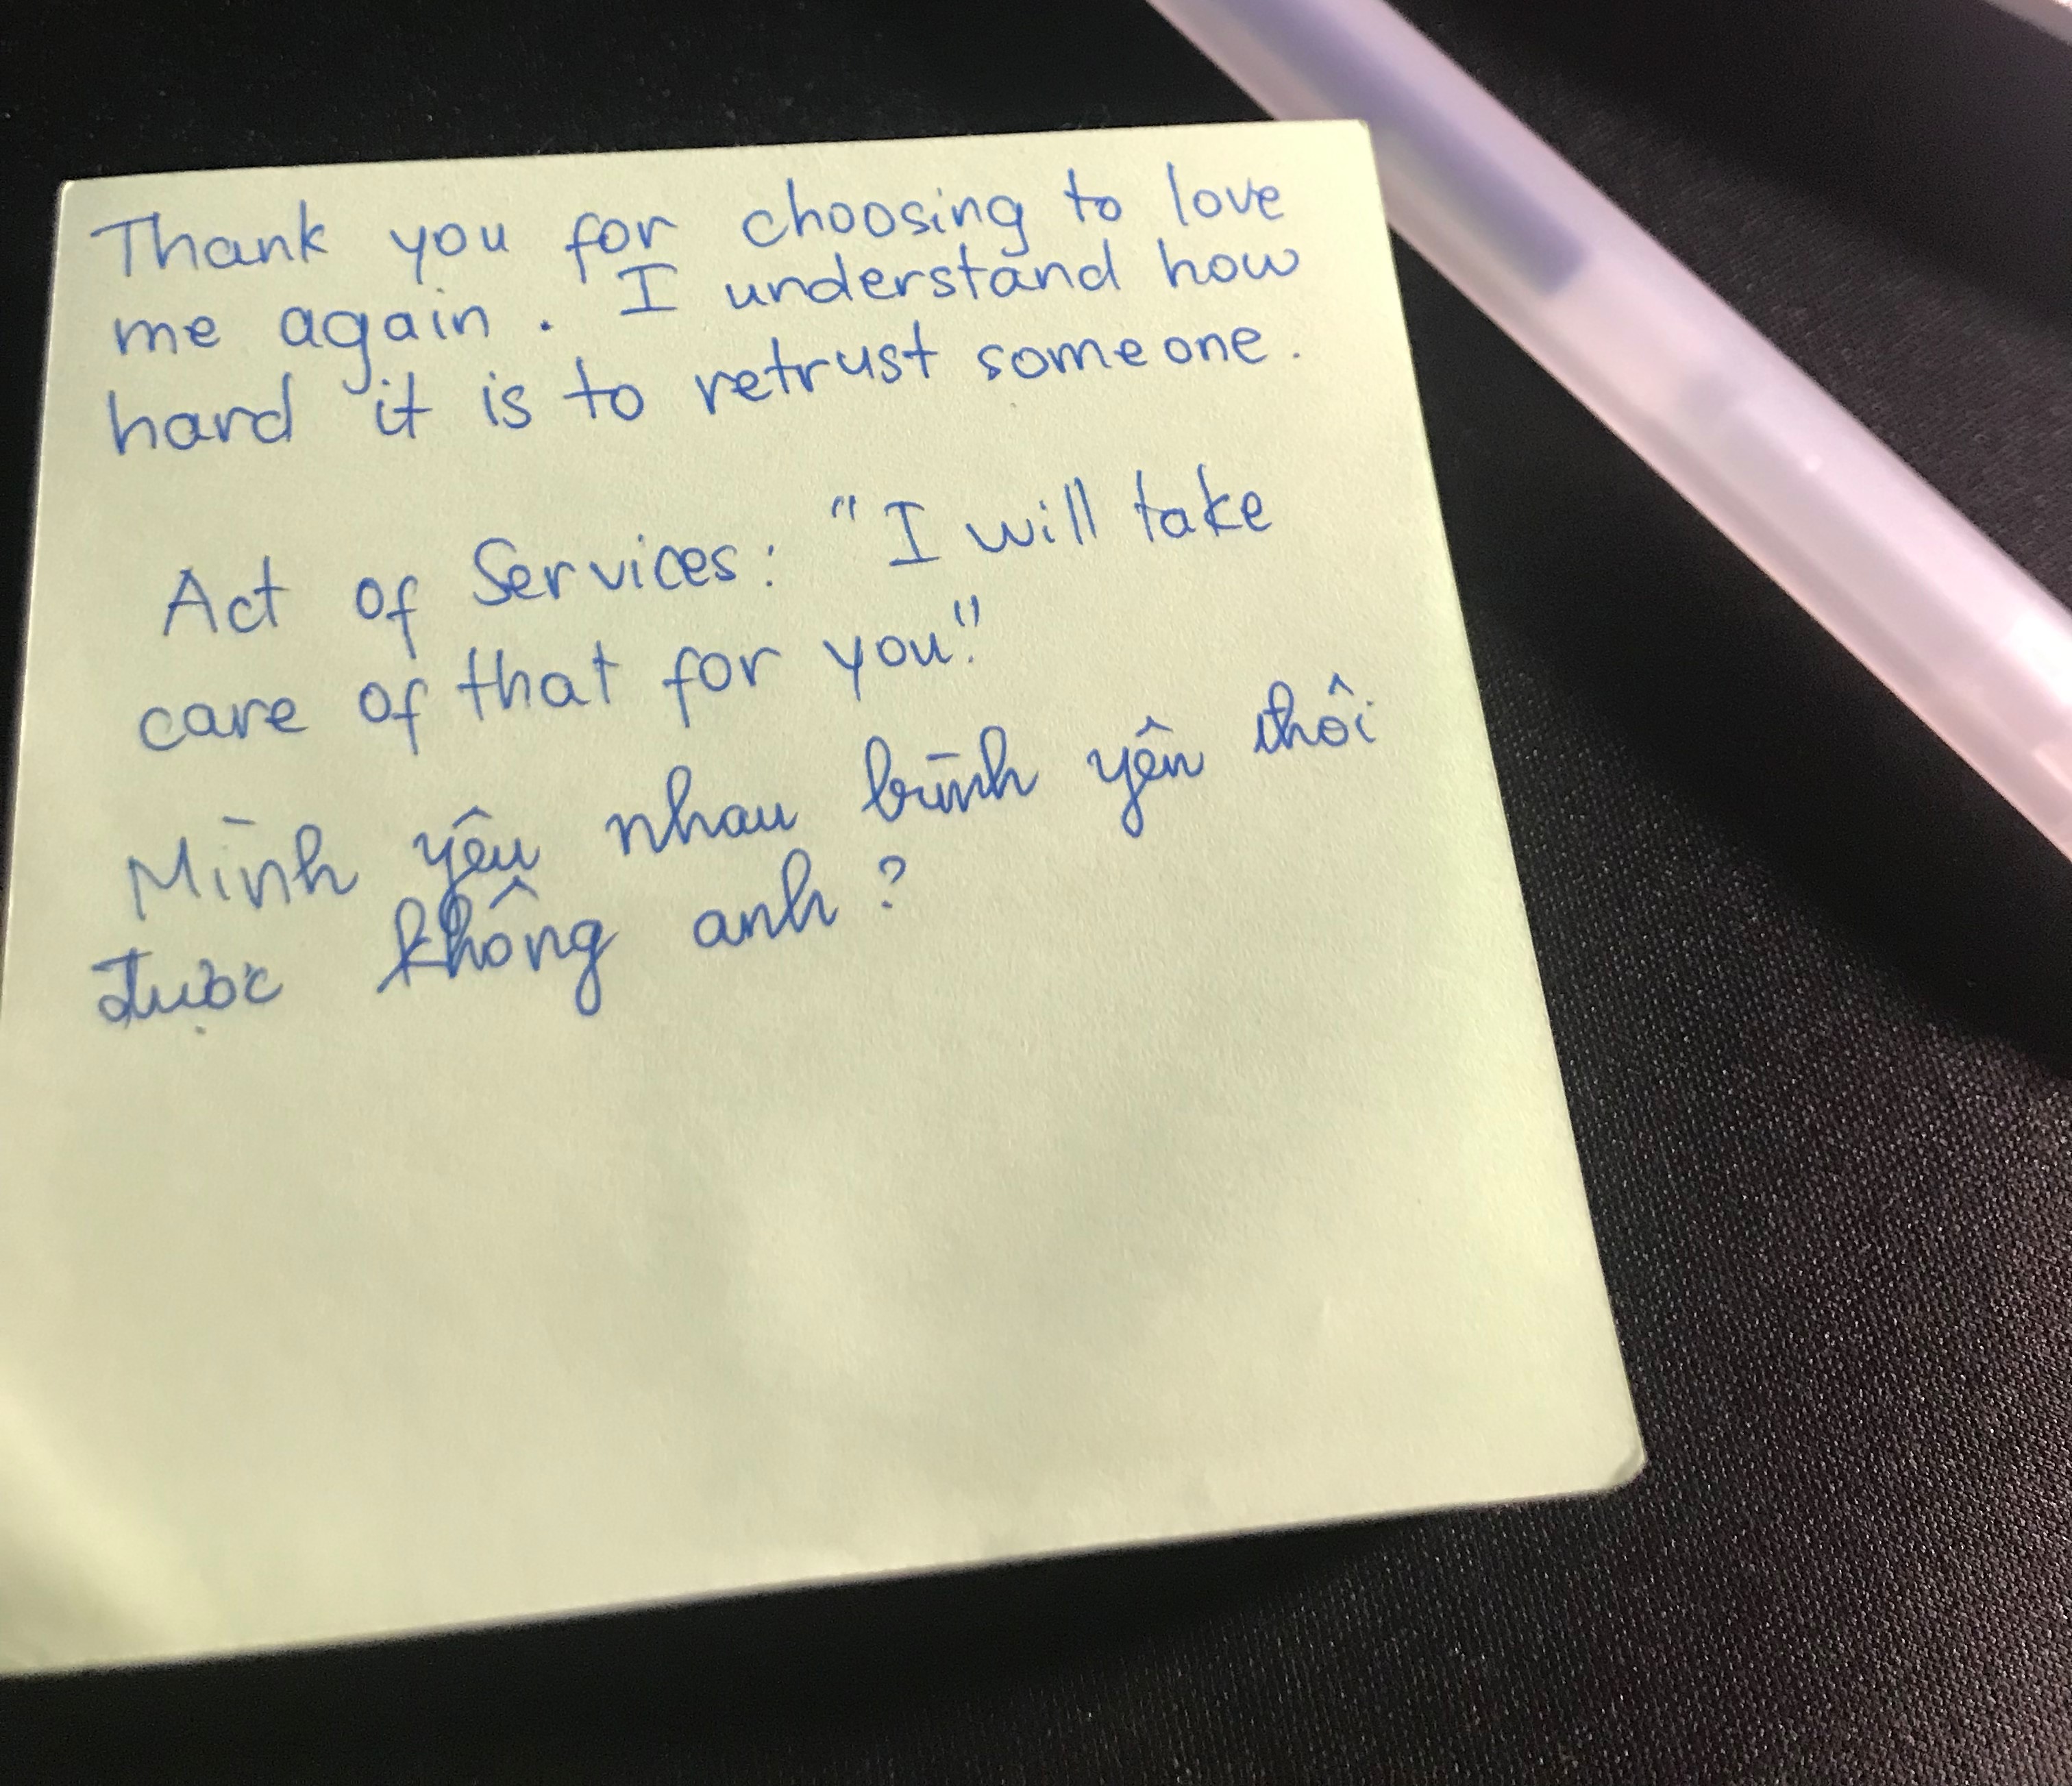 Thank you for choosing to love
me again. I understand how
hard it is to retrust someone.
Act of Services: "I will take
care of that for you."
Mình yêu nhau bình yên thôi
được không anh?